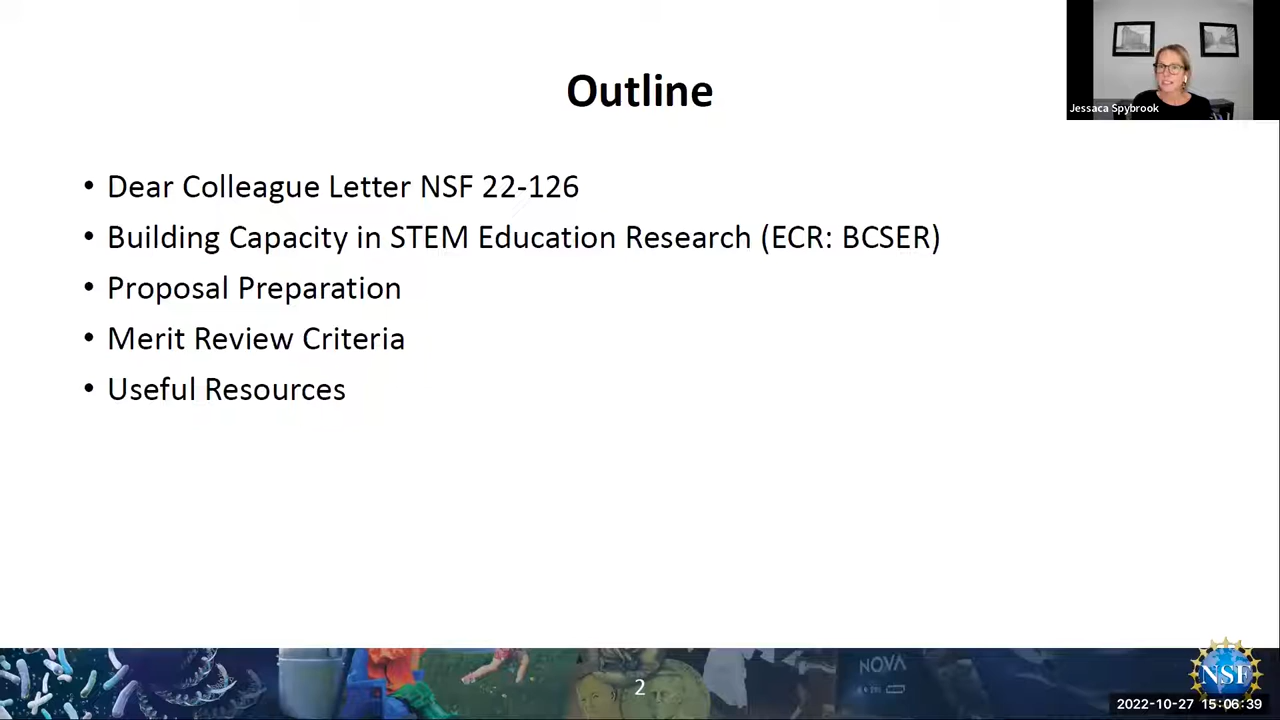 Outline
Jessaca Spybrook
• Dear Colleague Letter NSF 22-126
• Building Capacity in STEM Education Research (ECR: BCSER)
• Proposal Preparation
• Merit Review Criteria
• Useful Resources
NOVA
2
NSF
2022-10-27 15:06:39